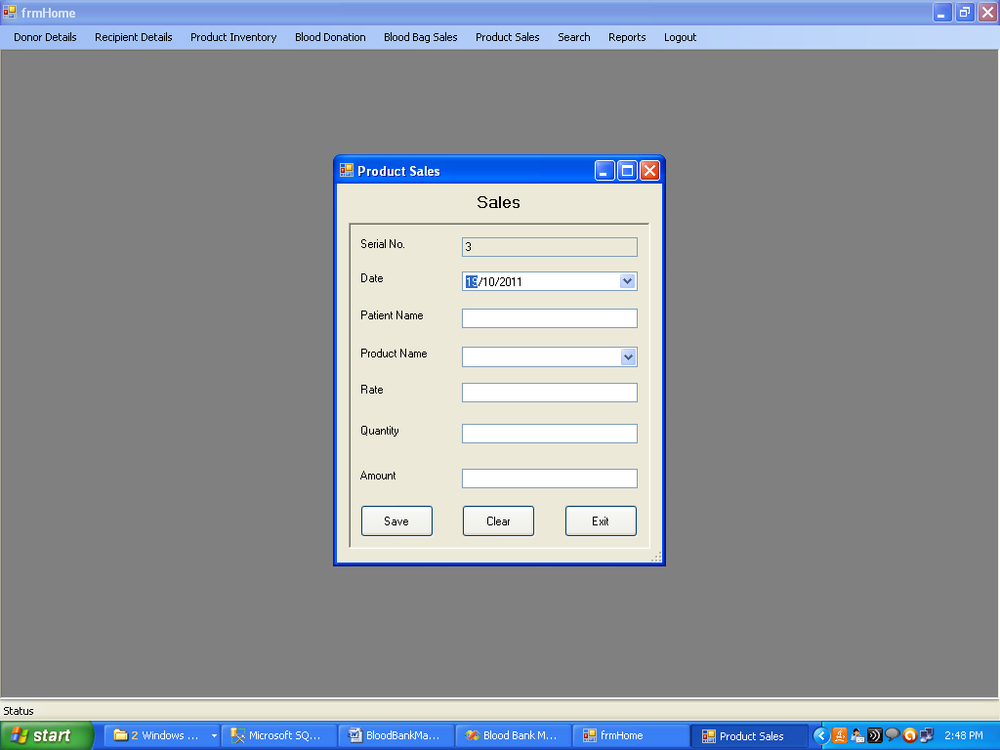 frmHome
Donor Details Recipient Details Product Inventory Blood Donation Blood Bag Sales Product Sales Search Reports Logout
Product Sales
Sales
Serial No. 3
Date 19/10/2011
Patient Name
Product Name
Rate
Quantity
Amount
Save Clear Exit
Status
start 2 Windows ... Microsoft SQ... BloodBankMa... Blood Bank M... frmHome Product Sales 2:48 PM